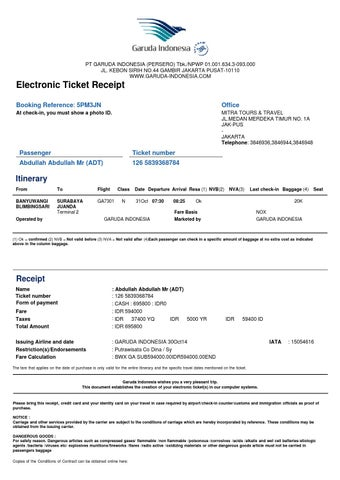 Garuda Indonesia
PT GARUDA INDONESIA (PERSERO) Tbk./NPWP 01.001.634.3-093.000
JL. KEBON SIRIH NO.44 GAMBIR JAKARTA PUSAT-10110
WWW.GARUDA-INDONESIA.COM
Electronic Ticket Receipt
Booking Reference: 5PM3JN
At check-in, you must show a photo ID.
Office
MITRA TOURS & TRAVEL
JL.MEDAN MERDEKA TIMUR NO. 1A
JAK-PUS
-
JAKARTA
Telephone: 3846936,3846944,3846948
Passenger Ticket number
Abdullah Abdullah Mr (ADT) 126 5839368784
Itinerary
From To Flight Class Date Departure Arrival Resa (1) NVB(2) NVA(3) Last check-in Baggage (4) Seat
BANYUWANGI SURABAYA GA7301 N 31Oct 07:30 08:25 Ok 20K
BLIMBINGSARI JUANDA
Terminal 2 Fare Basis NOX
Operated by GARUDA INDONESIA Marketed by GARUDA INDONESIA
(1) Ok = confirmed (2) NVB = Not valid before (3) NVA = Not valid after (4) Each passenger can check in a specific amount of baggage at no extra cost as indicated
above in the column baggage.
Receipt
Name : Abdullah Abdullah Mr (ADT)
Ticket number : 126 5839368784
Form of payment : CASH : 695800 : IDR0
Fare : IDR 594000
Taxes : IDR 37400 YQ IDR 5000 YR IDR 59400 ID
Total Amount : IDR 695800
Issuing Airline and date : GARUDA INDONESIA 30Oct14 IATA : 15054616
Restriction(s)/Endorsements : Putrawisata Co Dina / Sy
Fare Calculation : BWX GA SUB594000.00IDR594000.00END
The fare that applies on the date of purchase is only valid for the entire itinerary and the specific travel dates mentioned on the ticket.
Garuda Indonesia wishes you a very pleasant trip.
This document establishes the creation of your electronic ticket(s) in our computer systems.
Please bring this receipt, credit card and your identity card on your travel in case required by airport/check-in counter/customs and immigration officials as proof of
purchase.
NOTICE :
Carriage and other services provided by the carrier are subject to the conditions of carriage which are hereby incorporated by reference. These conditions may be
obtained from the issuing carrier.
DANGEROUS GOODS :
For safety reason. Dangerous articles such as compressed gases/ flammable /non flammable /poisonous /corrosives /acids /alkalis and wet cell batteries etiologic
agents /bacteria /viruses etc/ explosives munitions/fireworks /items /radio active /oxidizing materials or other dangerous goods article must not be carried in
passengers baggage
Copies of the Conditions of Contract can be obtained online here: